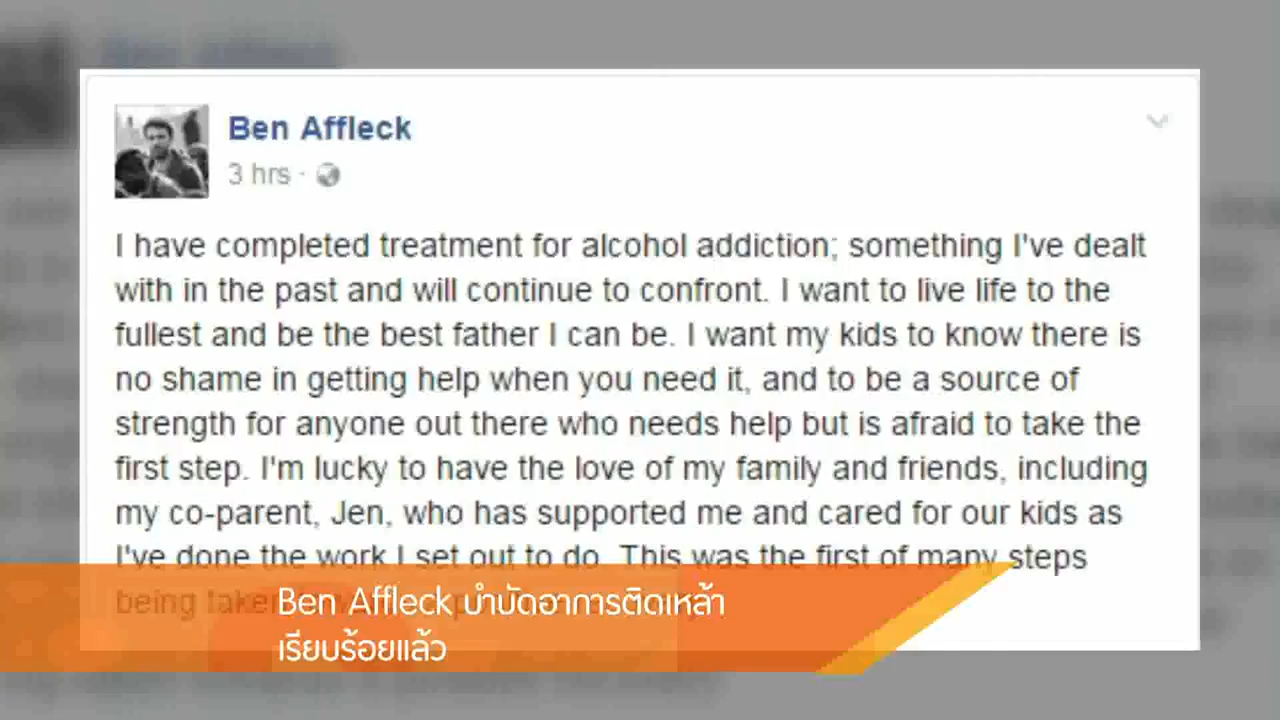 Ben Affleck
3 hrs ·
I have completed treatment for alcohol addiction; something I've dealt
with in the past and will continue to confront. I want to live life to the
fullest and be the best father I can be. I want my kids to know there is
no shame in getting help when you need it, and to be a source of
strength for anyone out there who needs help but is afraid to take the
first step. I'm lucky to have the love of my family and friends, including
my co-parent, Jen, who has supported me and cared for our kids as
I've done the work I set out to do. This was the first of many steps
being taken
Ben Affleck บำบัดอาการติดเหล้า
เรียบร้อยแล้ว